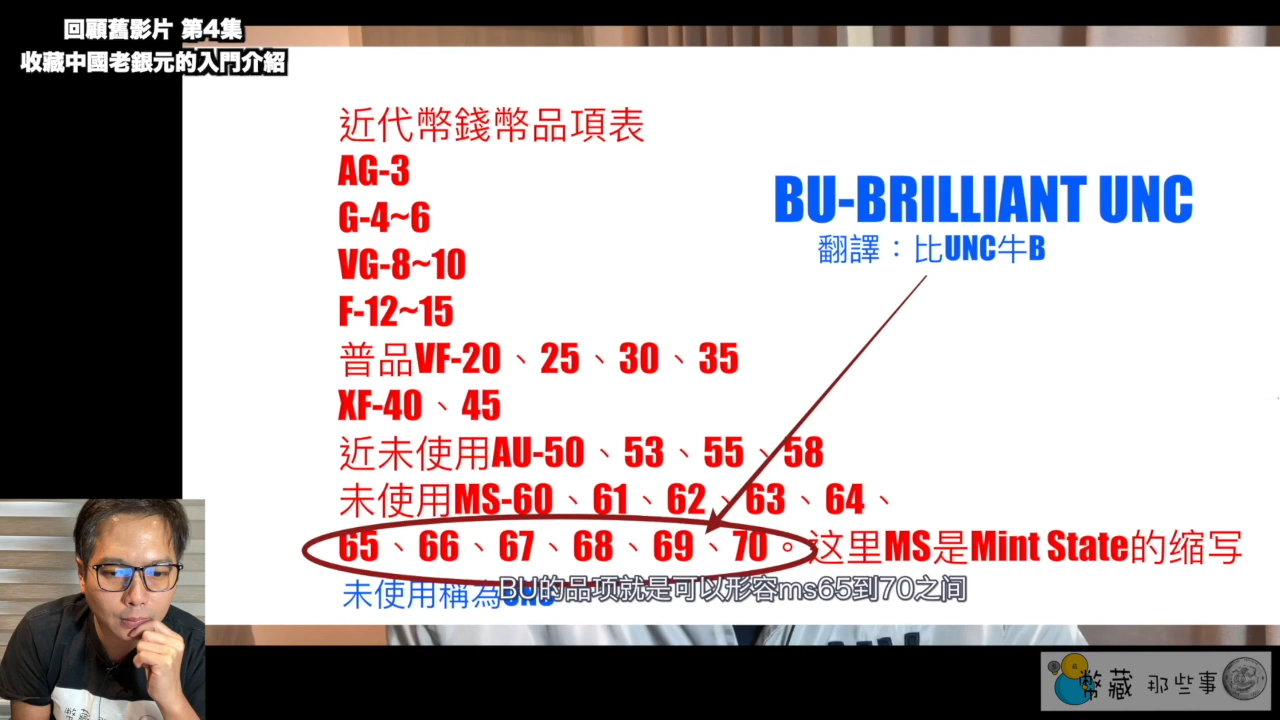 回顧舊影片 第4集
收藏中國老銀元的入門介紹
近代幣錢幣品項表
AG-3
G-4~6
VG-8~10
F-12~15
普品VF-20、25、30、35
XF-40、45
近未使用AU-50、53、55、58
未使用MS-60、61、62、63、64、
65、66、67、68、69、70。这里MS是Mint State的缩写
未使用稱為UNC
BU-BRILLIANT UNC
翻譯：比UNC牛B
BU的品项就是可以形容ms65到70之间
幣藏 那些事